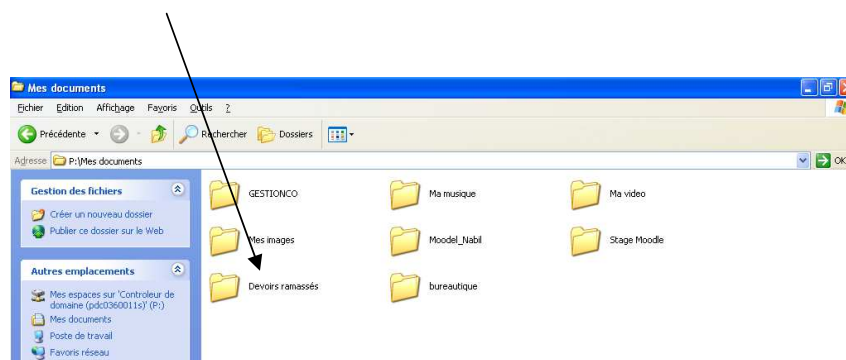 Mes documents
Fichier Edition Affichage Favoris Outils ?
Précédente Rechercher Dossiers
Adresse P:\Mes documents OK
Gestion des fichiers
Créer un nouveau dossier
Publier ce dossier sur le Web
Autres emplacements
Mes espaces sur 'Controleur de
domaine (pdc0360011s)' (P:)
Mes documents
Poste de travail
Favoris réseau
GESTIONCO Ma musique Ma video
Mes images Moodel_Nabil Stage Moodle
Devoirs ramassés bureautique